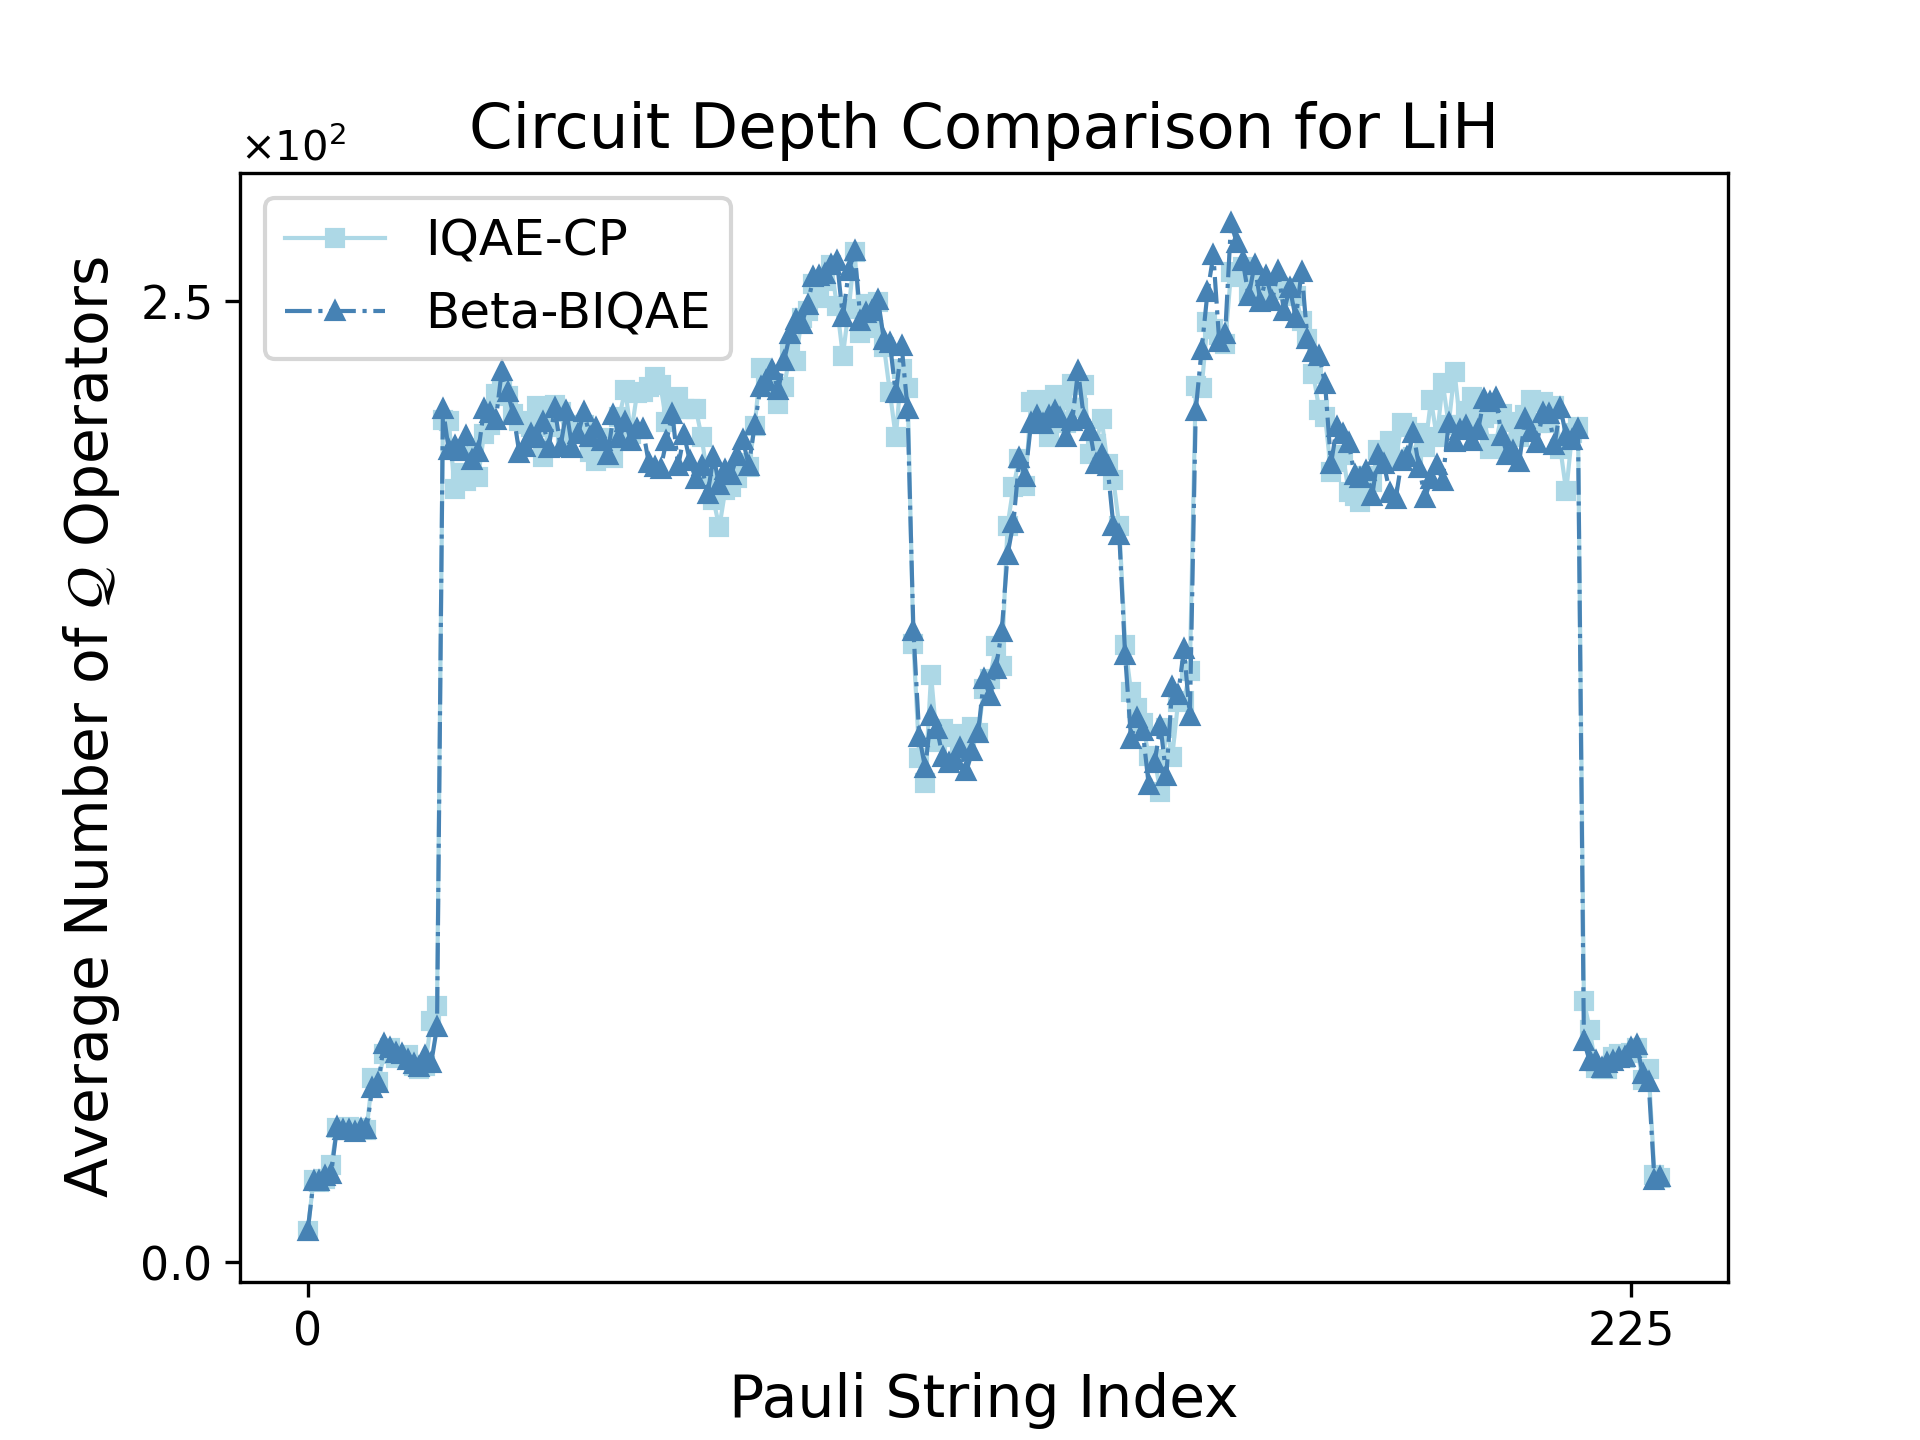 Circuit Depth Comparison for LiH
×10²
IQAE-CP
Beta-BIQAE
2.5
0.0
Average Number of 𝒬 Operators
0
225
Pauli String Index